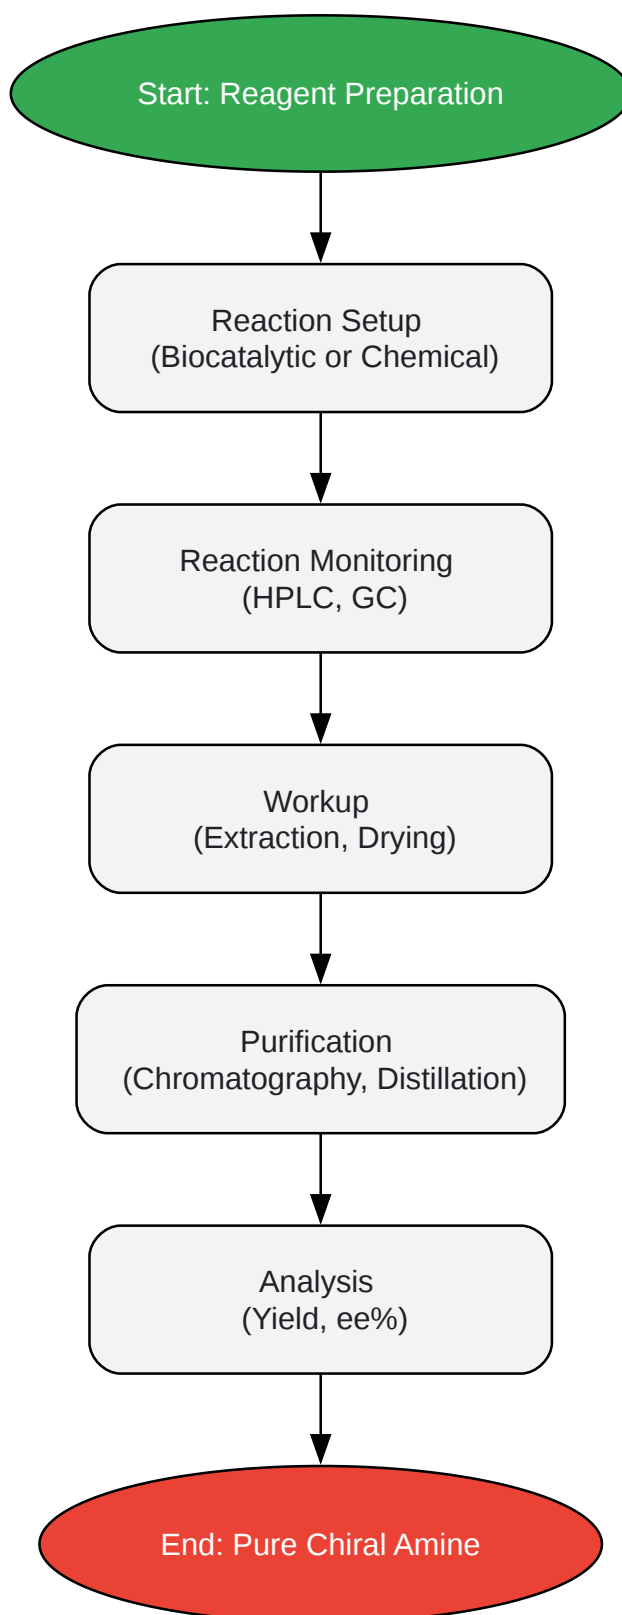 Start: Reagent Preparation
Reaction Setup
(Biocatalytic or Chemical)
Reaction Monitoring
(HPLC, GC)
Workup
(Extraction, Drying)
Purification
(Chromatography, Distillation)
Analysis
(Yield, ee%)
End: Pure Chiral Amine